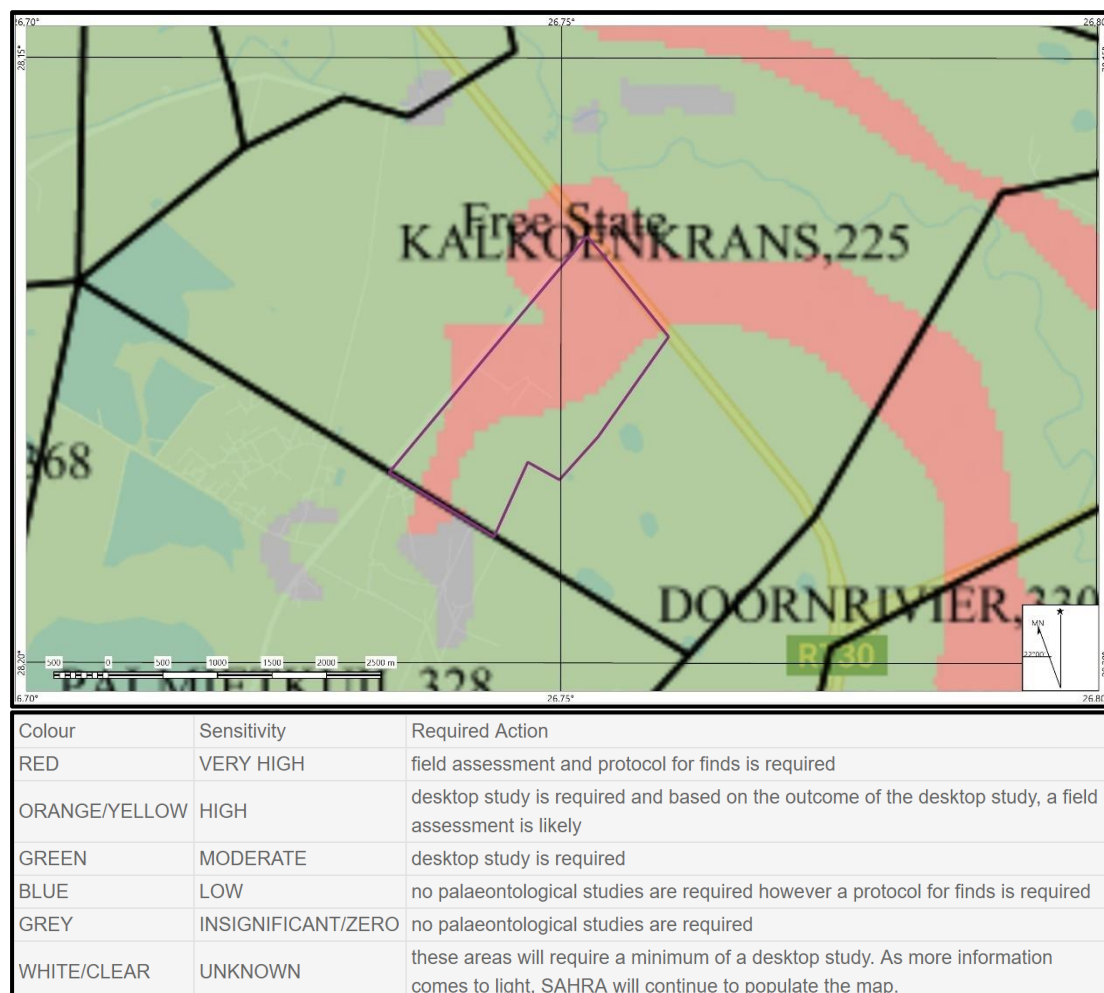 26.70° 26.75° 26.80
28.15°
Free State
KALKOENKRANS,225
368
DOORNRIVIER,330
MN
22°00'
R730
500 0 500 1000 1500 2000 2500 m
28.20°
PALMIETKUIL 328
26.70° 26.75° 26.80
Colour Sensitivity Required Action
RED VERY HIGH field assessment and protocol for finds is required
ORANGE/YELLOW HIGH desktop study is required and based on the outcome of the desktop study, a field
assessment is likely
GREEN MODERATE desktop study is required
BLUE LOW no palaeontological studies are required however a protocol for finds is required
GREY INSIGNIFICANT/ZERO no palaeontological studies are required
WHITE/CLEAR UNKNOWN these areas will require a minimum of a desktop study. As more information
comes to light, SAHRA will continue to populate the map.